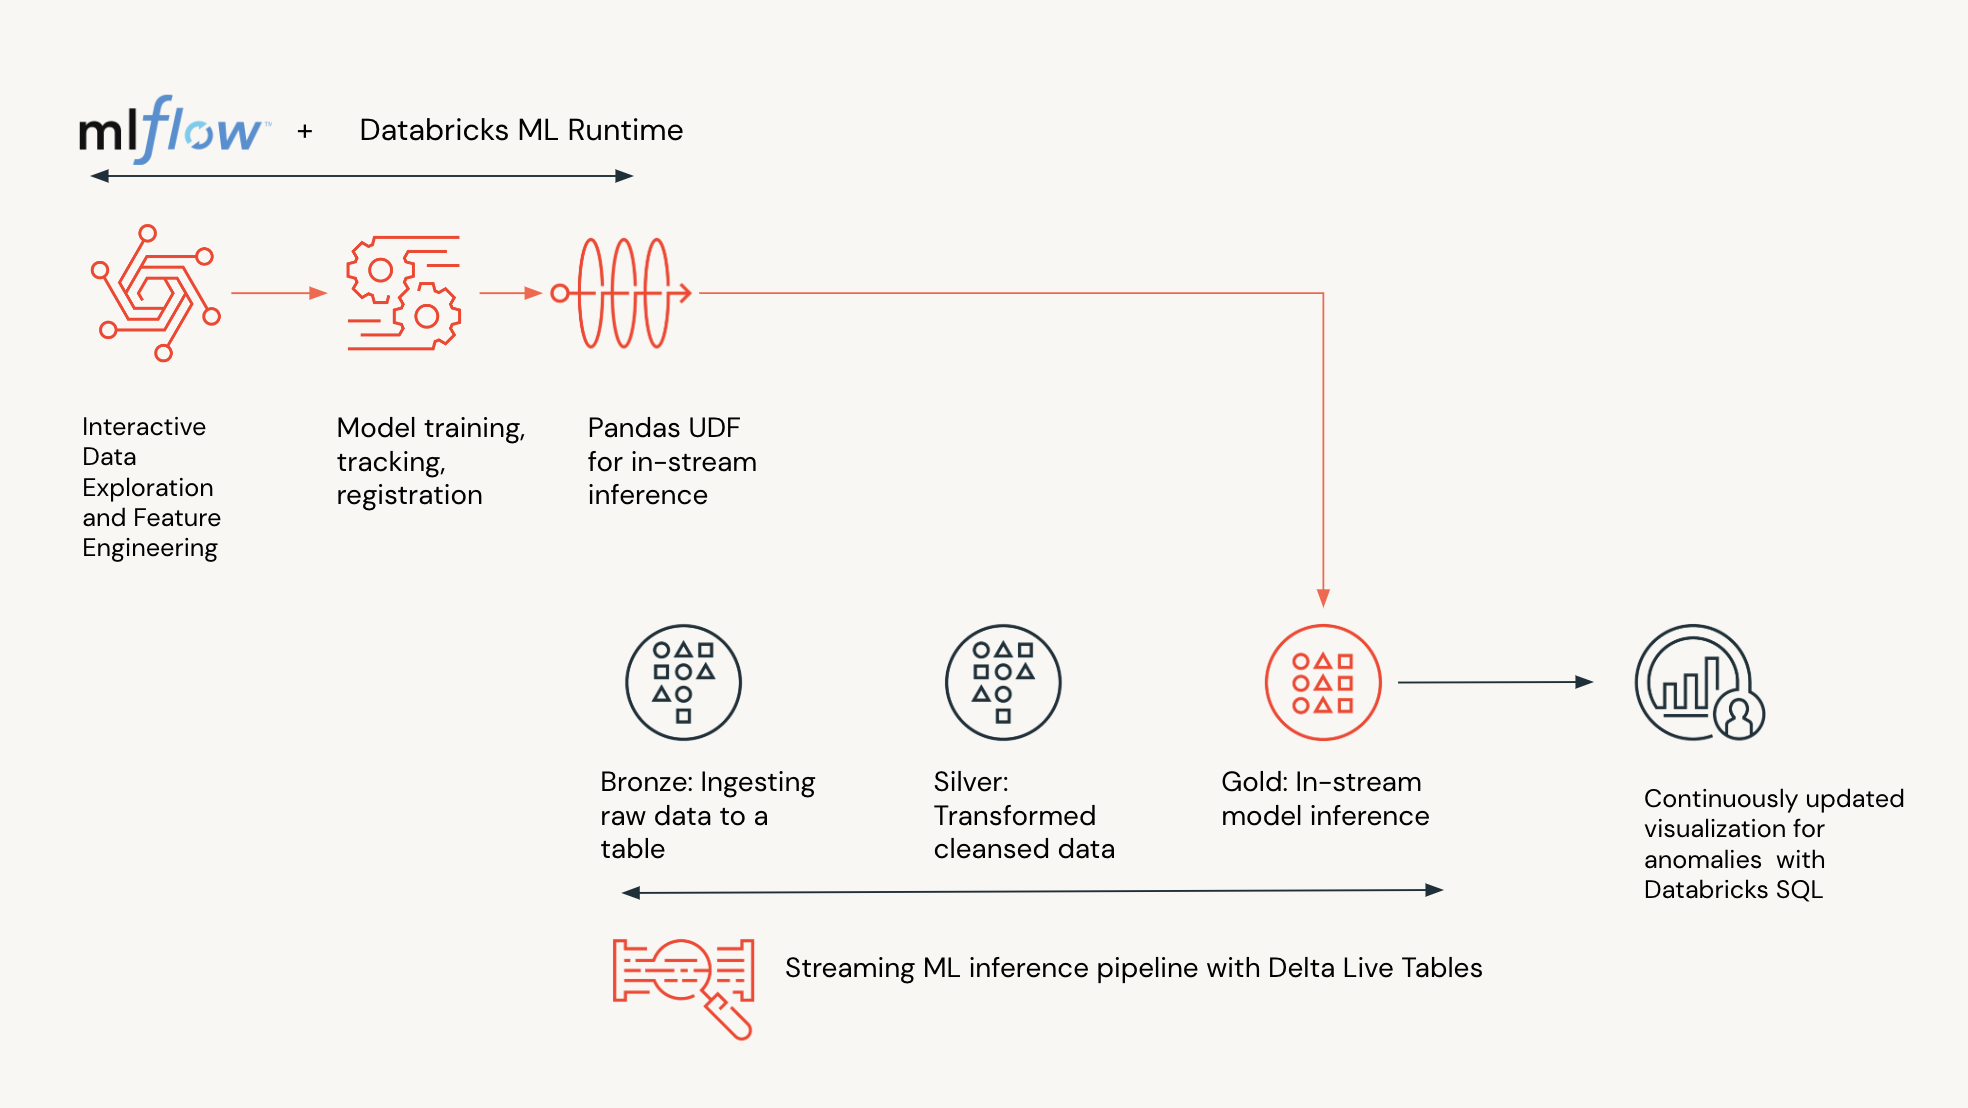 mlflow™ + Databricks ML Runtime
Interactive
Data
Exploration
and Feature
Engineering
Model training,
tracking,
registration
Pandas UDF
for in-stream
inference
Bronze: Ingesting
raw data to a
table
Silver:
Transformed
cleansed data
Gold: In-stream
model inference
Continuously updated
visualization for
anomalies with
Databricks SQL
Streaming ML inference pipeline with Delta Live Tables